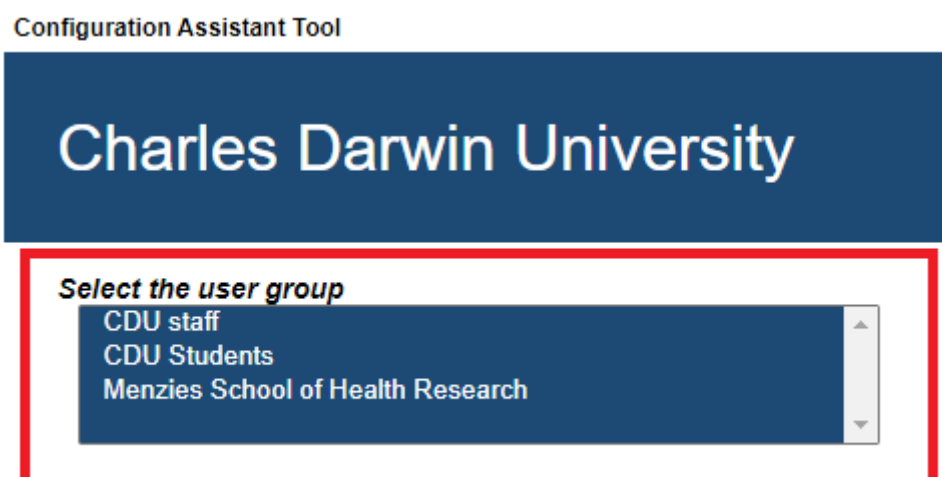 Configuration Assistant Tool
Charles Darwin University
Select the user group
CDU staff
CDU Students
Menzies School of Health Research